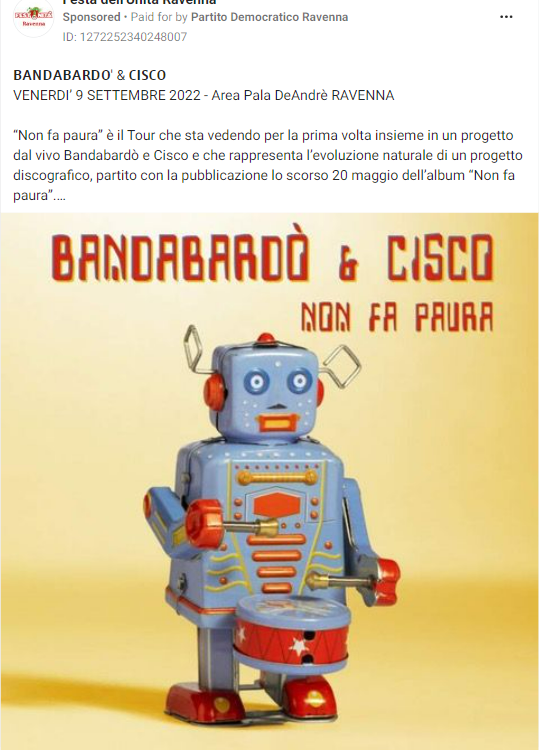 Festa dell'Unità Ravenna
Sponsored • Paid for by Partito Democratico Ravenna
ID: 1272252340248007
BANDABARDO' & CISCO
VENERDI' 9 SETTEMBRE 2022 - Area Pala DeAndrè RAVENNA
“Non fa paura” è il Tour che sta vedendo per la prima volta insieme in un progetto
dal vivo Bandabardò e Cisco e che rappresenta l’evoluzione naturale di un progetto
discografico, partito con la pubblicazione lo scorso 20 maggio dell’album “Non fa
paura”....
BANDABARDÒ & CISCO
NON FA PAURA